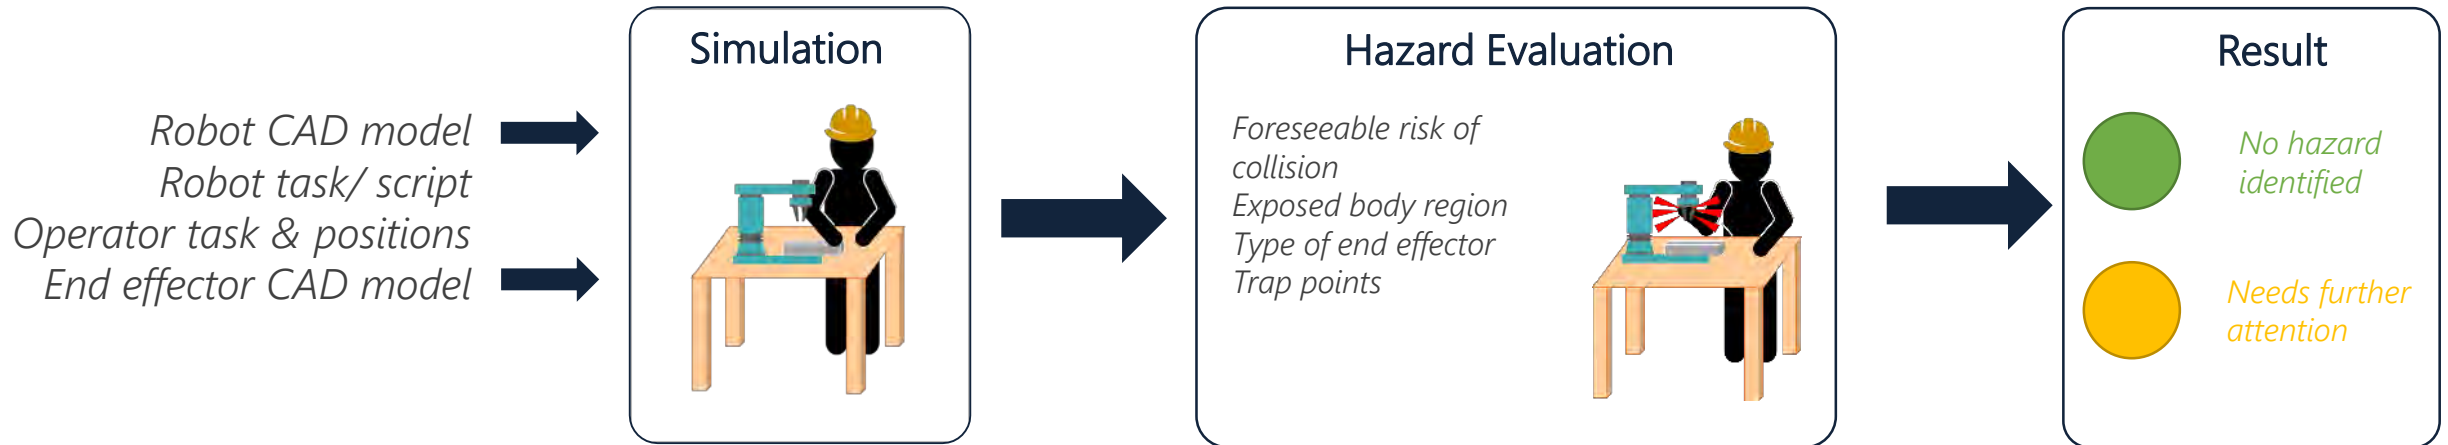 Robot CAD model
Robot task/ script
Operator task & positions
End effector CAD model
Simulation
Hazard Evaluation
Foreseeable risk of
collision
Exposed body region
Type of end effector
Trap points
Result
No hazard
identified
Needs further
attention